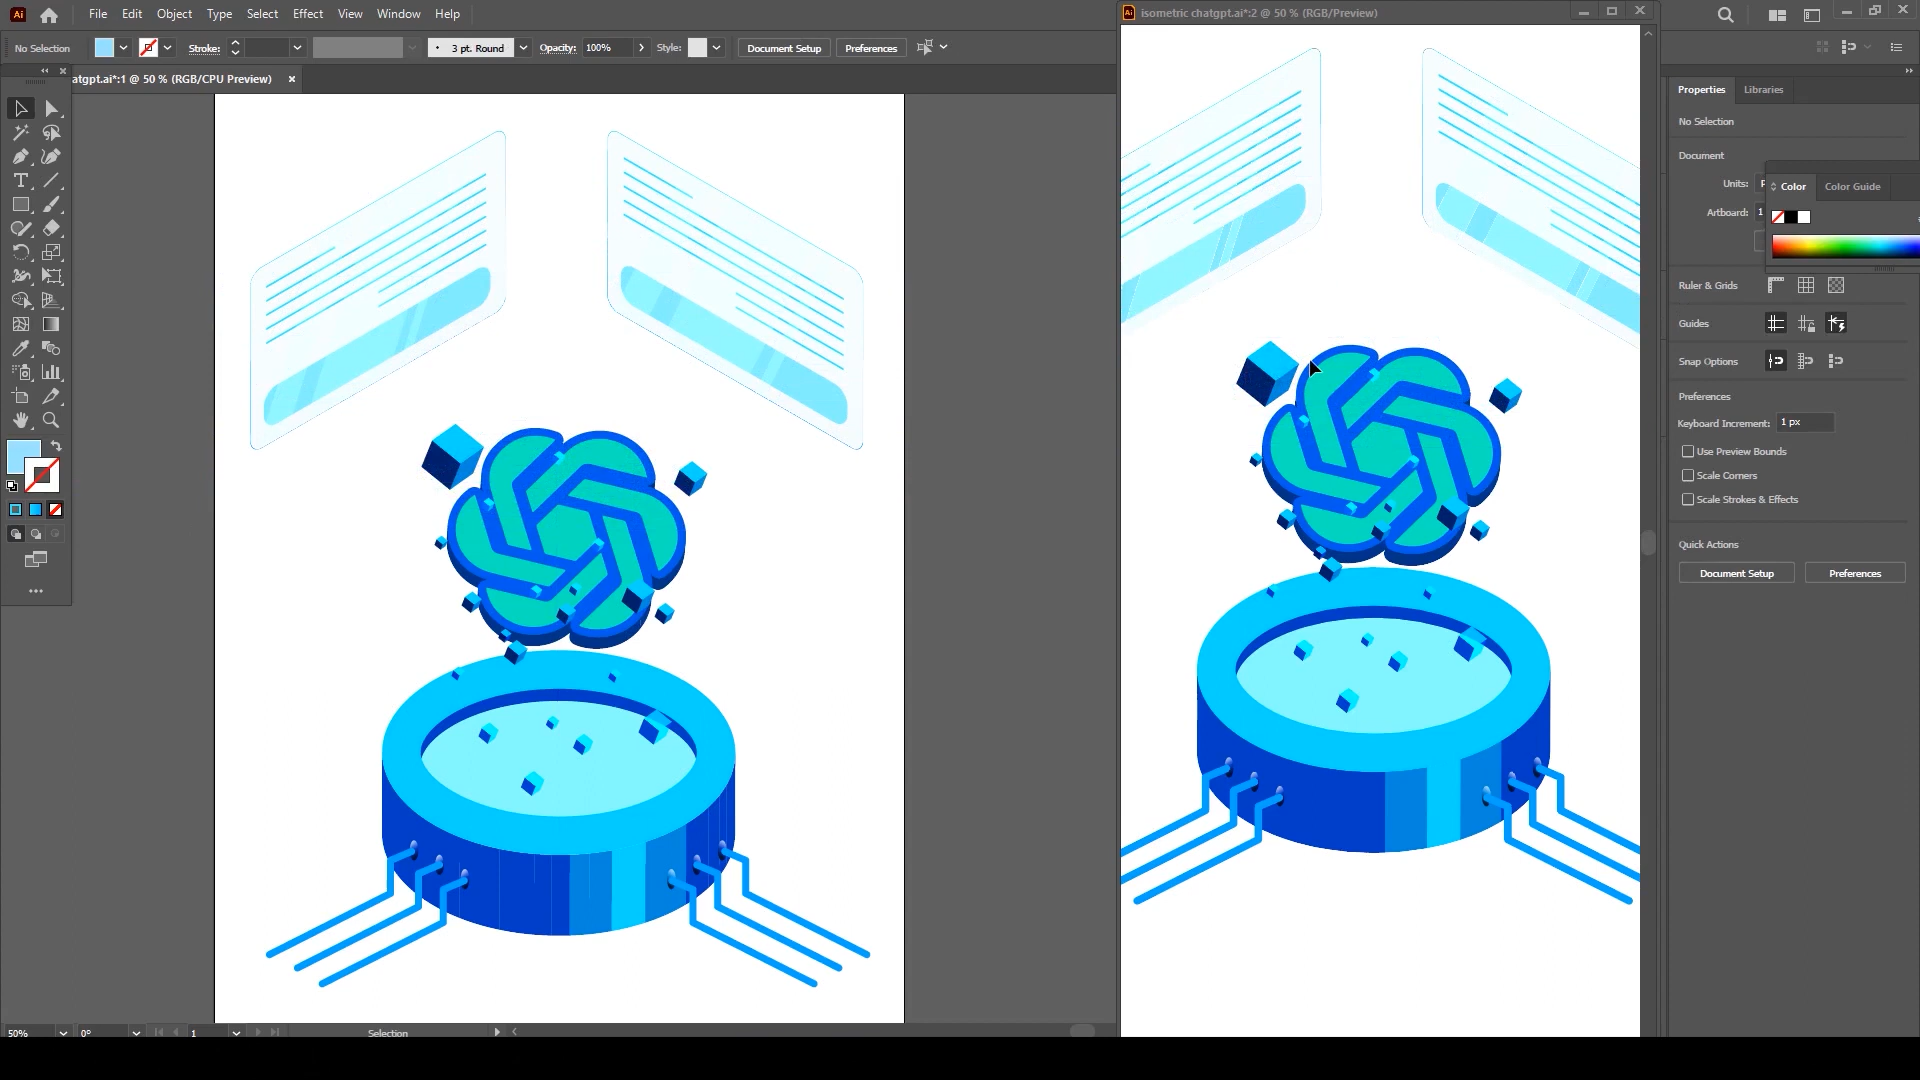 Ai File Edit Object Type Select Effect View Window Help
Ai isometric chatgpt.ai*:2 @ 50 % (RGB/Preview)
No Selection Stroke: 3 pt. Round Opacity: 100% Style: Document Setup Preferences
atgpt.ai*:1 @ 50 % (RGB/CPU Preview)
Properties Libraries
No Selection
Document
Units:
Color Color Guide
Artboard: 1
Ruler & Grids
Guides
Snap Options
Preferences
Keyboard Increment: 1 px
Use Preview Bounds
Scale Corners
Scale Strokes & Effects
Quick Actions
Document Setup Preferences
50% 0° 1 Selection